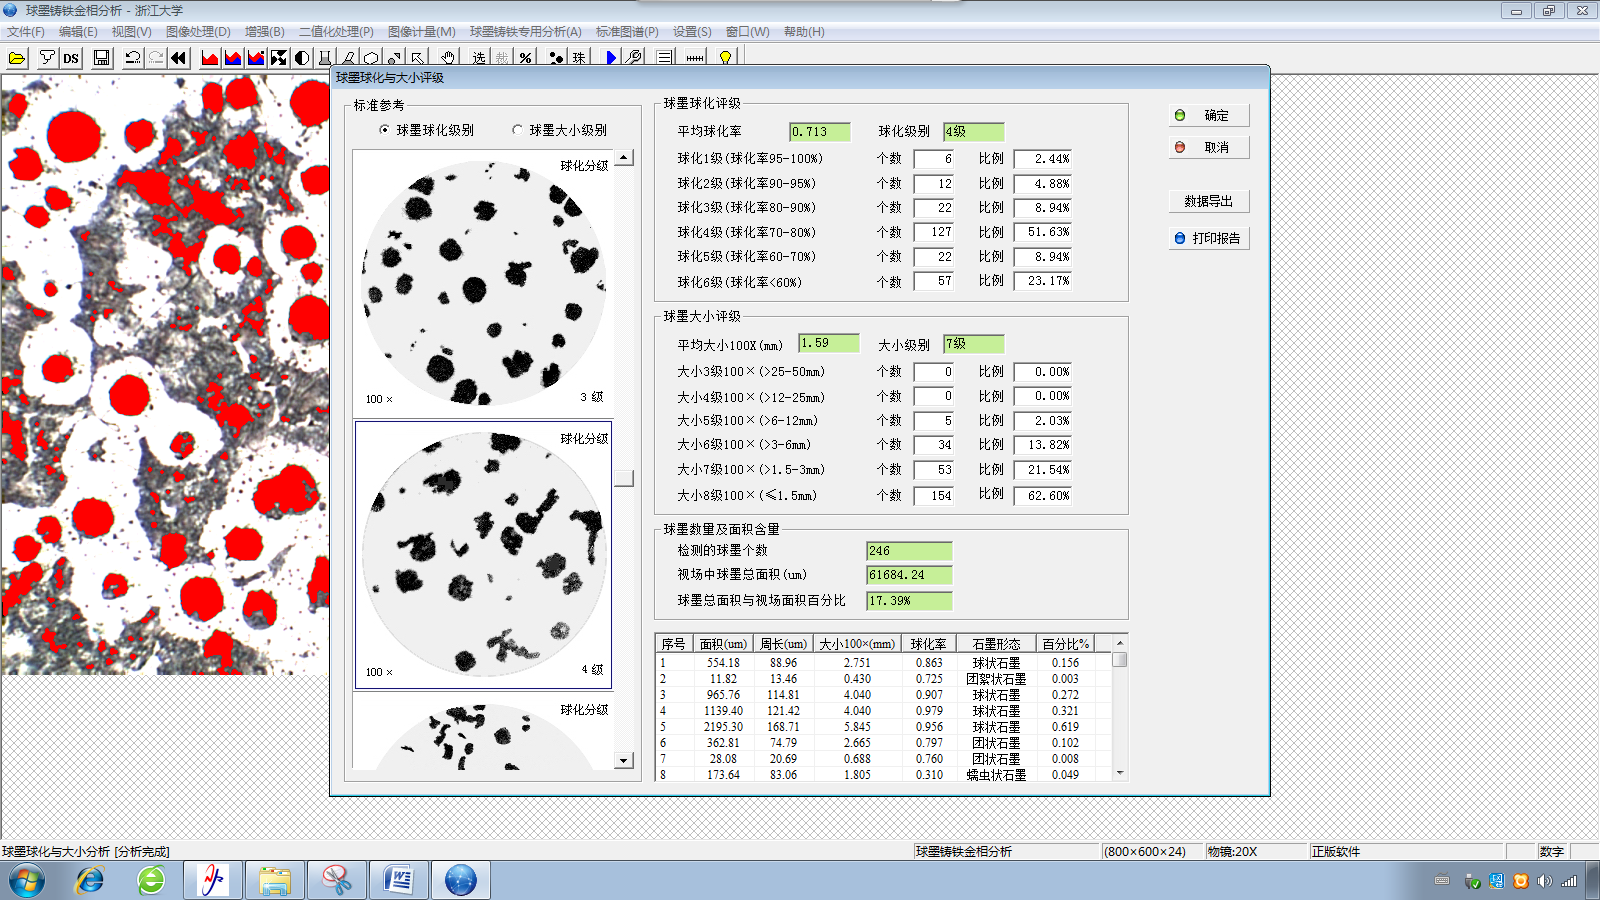 球墨铸铁金相分析 - 浙江大学
文件(F) 编辑(E) 视图(V) 图像处理(D) 增强(B) 二值化处理(P) 图像计量(M) 球墨铸铁专用分析(A) 标准图谱(P) 设置(S) 窗口(W) 帮助(H)
DS 选 裁 % 珠
球墨球化与大小评级
标准参考
球墨球化级别 球墨大小级别
球化分级
100 × 3 级
球化分级
100 × 4 级
球化分级
球墨球化评级
平均球化率 0.713 球化级别 4级
球化1级(球化率95-100%) 个数 6 比例 2.44%
球化2级(球化率90-95%) 个数 12 比例 4.88%
球化3级(球化率80-90%) 个数 22 比例 8.94%
球化4级(球化率70-80%) 个数 127 比例 51.63%
球化5级(球化率60-70%) 个数 22 比例 8.94%
球化6级(球化率<60%) 个数 57 比例 23.17%
球墨大小评级
平均大小100X(mm) 1.59 大小级别 7级
大小3级100×(>25-50mm) 个数 0 比例 0.00%
大小4级100×(>12-25mm) 个数 0 比例 0.00%
大小5级100×(>6-12mm) 个数 5 比例 2.03%
大小6级100×(>3-6mm) 个数 34 比例 13.82%
大小7级100×(>1.5-3mm) 个数 53 比例 21.54%
大小8级100×(≤1.5mm) 个数 154 比例 62.60%
球墨数量及面积含量
检测的球墨个数 246
视场中球墨总面积(um) 61684.24
球墨总面积与视场面积百分比 17.39%
序号 面积(um) 周长(um) 大小100×(mm) 球化率 石墨形态 百分比%
1 554.18 88.96 2.751 0.863 球状石墨 0.156
2 11.82 13.46 0.430 0.725 团絮状石墨 0.003
3 965.76 114.81 4.040 0.907 球状石墨 0.272
4 1139.40 121.42 4.040 0.979 球状石墨 0.321
5 2195.30 168.71 5.845 0.956 球状石墨 0.619
6 362.81 74.79 2.665 0.797 团状石墨 0.102
7 28.08 20.69 0.688 0.760 团状石墨 0.008
8 173.64 83.06 1.805 0.310 蠕虫状石墨 0.049
确定
取消
数据导出
打印报告
球墨球化与大小分析 [分析完成] 球墨铸铁金相分析 (800×600×24) 物镜:20X 正版软件 数字